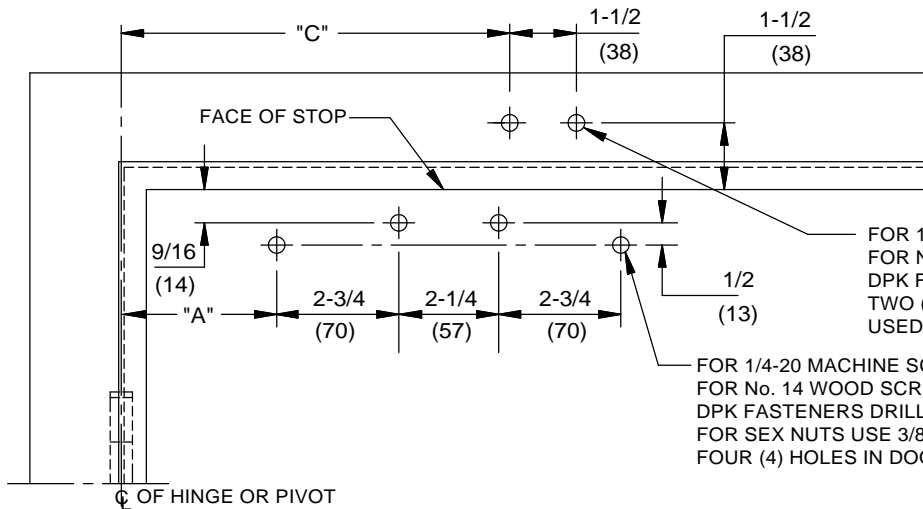 "C"
1-1/2
(38)
1-1/2
(38)
FACE OF STOP
9/16
(14)
"A"
2-3/4
(70)
2-1/4
(57)
2-3/4
(70)
1/2
(13)
FOR 1
FOR N
DPK F
TWO (
USED
FOR 1/4-20 MACHINE SC
FOR No. 14 WOOD SCR
DPK FASTENERS DRILL
FOR SEX NUTS USE 3/8
FOUR (4) HOLES IN DOO
℄ OF HINGE OR PIVOT